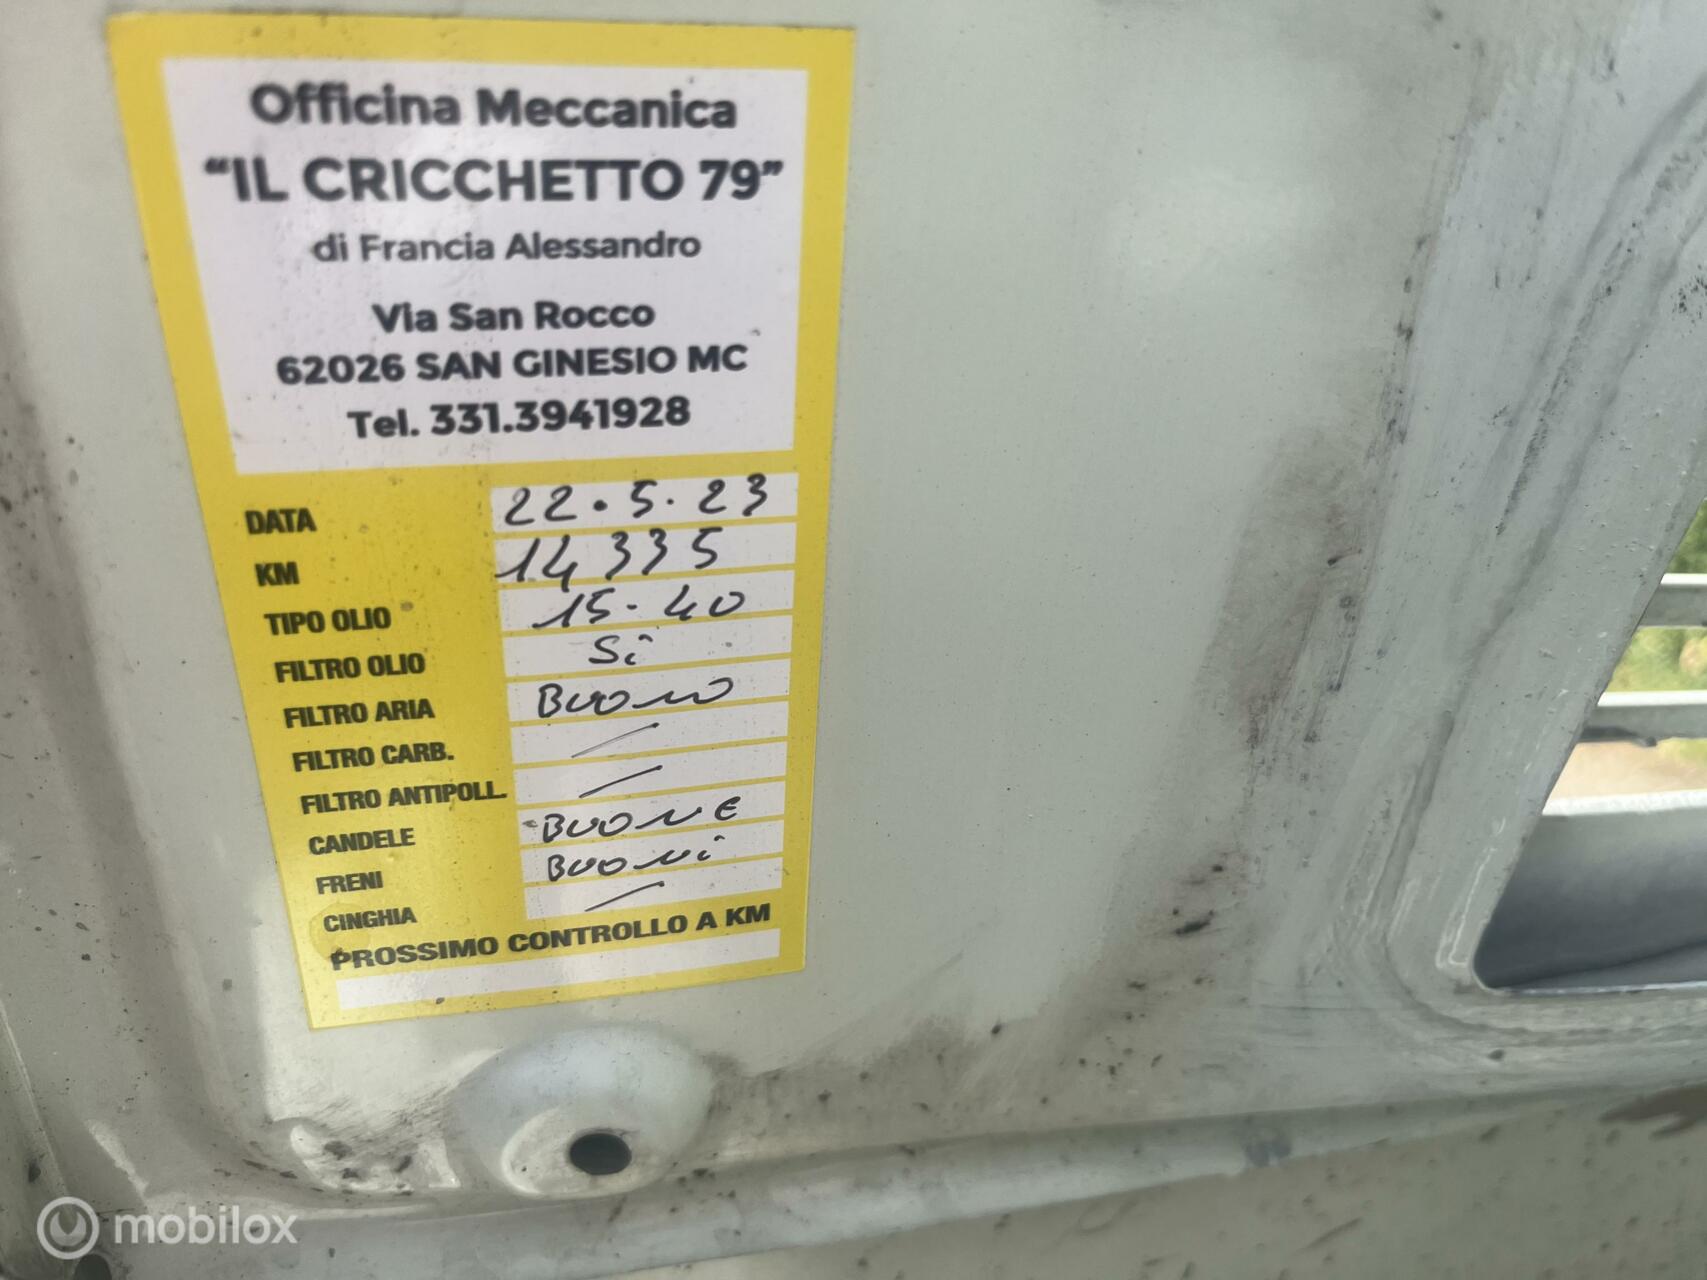 Officina Meccanica
“IL CRICCHETTO 79”
di Francia Alessandro
Via San Rocco
62026 SAN GINESIO MC
Tel. 331.3941928
DATA 22.5.23
KM 14335
TIPO OLIO 15-40
FILTRO OLIO Si
FILTRO ARIA BUONO
FILTRO CARB. /
FILTRO ANTIPOLL. /
CANDELE BUONE
FRENI BUONi
CINGHIA /
PROSSIMO CONTROLLO A KM
mobilox